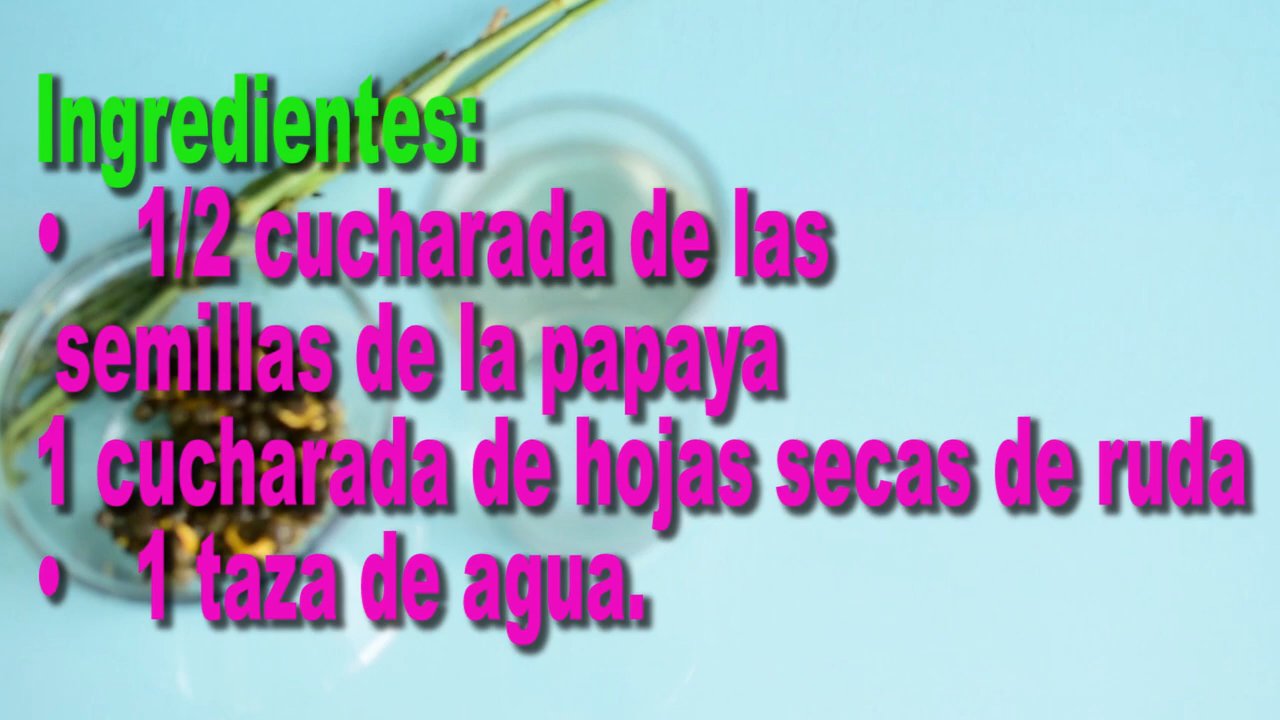 Ingredientes:
• 1/2 cucharada de las
semillas de la papaya
1 cucharada de hojas secas de ruda
• 1 taza de agua.